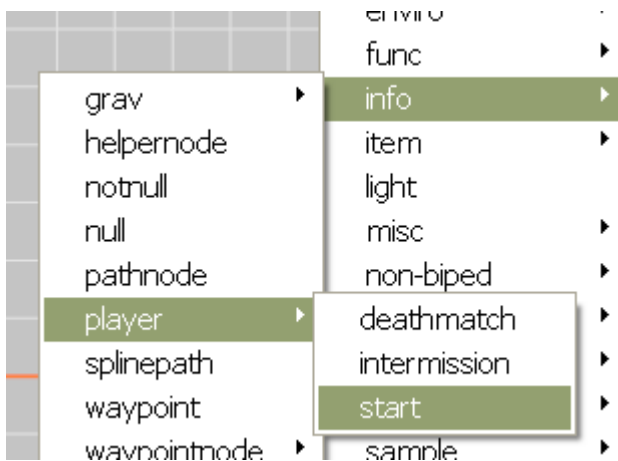 enviro
func
info
item
light
misc
non-biped
sample
grav
helpernode
notnull
null
pathnode
player
splinepath
waypoint
waypointnode
deathmatch
intermission
start